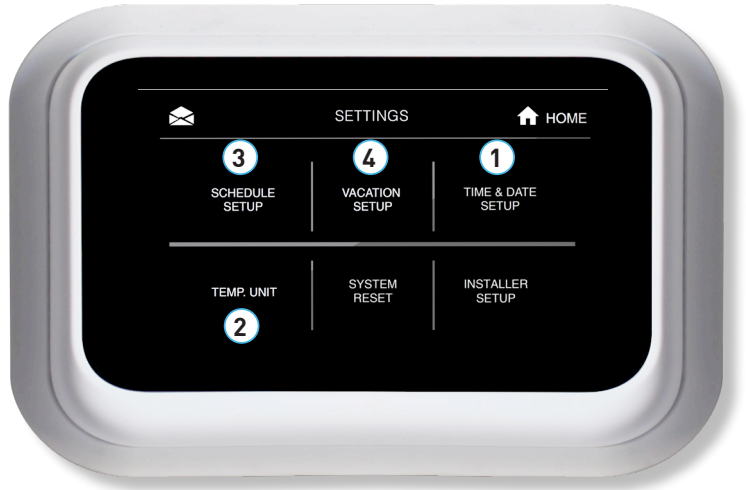 SETTINGS
HOME
3
4
1
SCHEDULE
SETUP
VACATION
SETUP
TIME & DATE
SETUP
TEMP. UNIT
SYSTEM
RESET
INSTALLER
SETUP
2